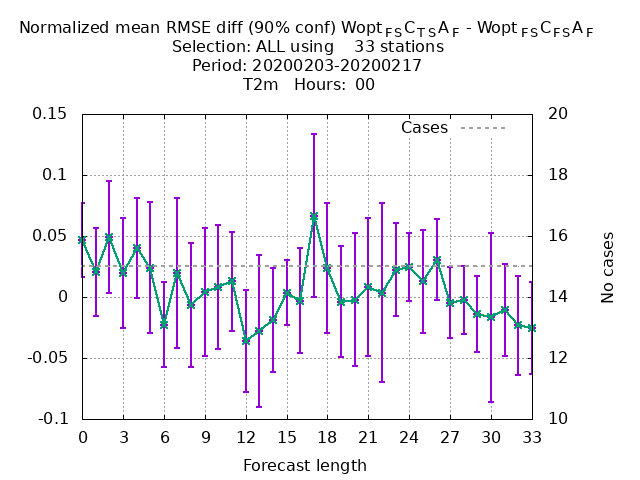 Normalized mean RMSE diff (90% conf) Wopt FS C TS A F - Wopt FS C FS A F
Selection: ALL using 33 stations
Period: 20200203-20200217
T2m Hours: 00
Cases
0.15
0.1
0.05
0
-0.05
-0.1
20
18
16
14
12
10
No cases
0 3 6 9 12 15 18 21 24 27 30 33
Forecast length